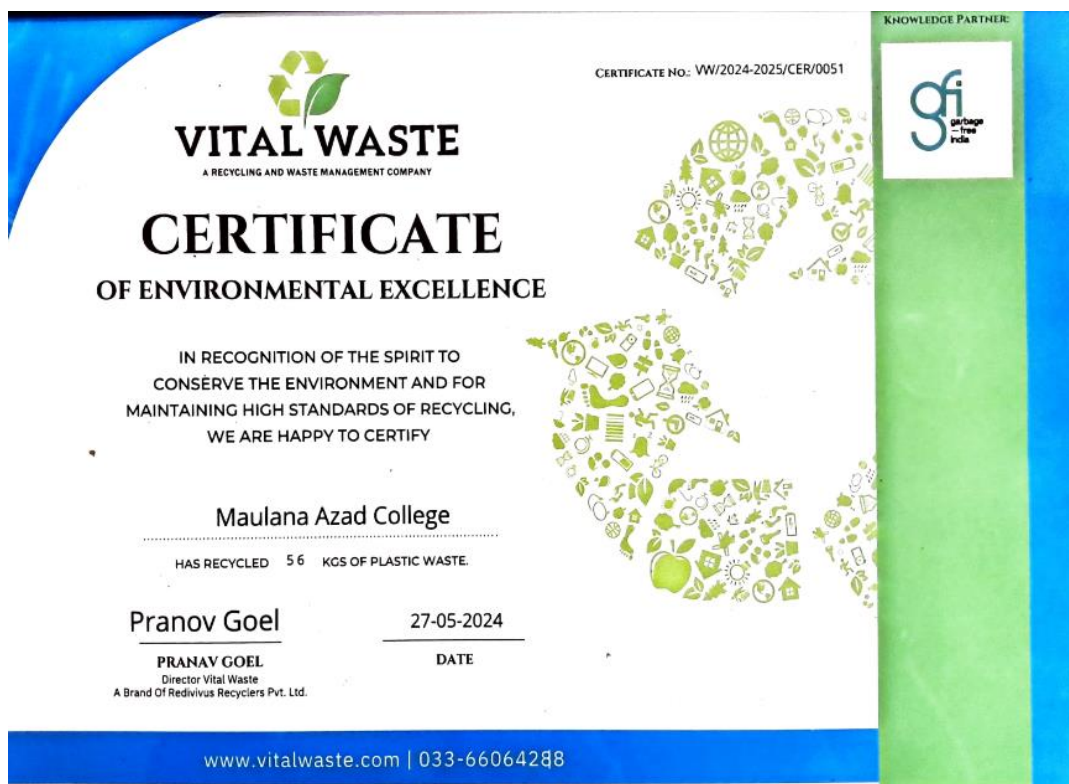 KNOWLEDGE PARTNER:
gfi
garbage
– free
india
CERTIFICATE NO.: VW/2024-2025/CER/0051
VITAL WASTE
A RECYCLING AND WASTE MANAGEMENT COMPANY
CERTIFICATE
OF ENVIRONMENTAL EXCELLENCE
IN RECOGNITION OF THE SPIRIT TO
CONSERVE THE ENVIRONMENT AND FOR
MAINTAINING HIGH STANDARDS OF RECYCLING,
WE ARE HAPPY TO CERTIFY
Maulana Azad College
HAS RECYCLED 56 KGS OF PLASTIC WASTE.
Pranov Goel
27-05-2024
PRANAV GOEL
DATE
Director Vital Waste
A Brand Of Redivivus Recyclers Pvt. Ltd.
www.vitalwaste.com | 033-66064288